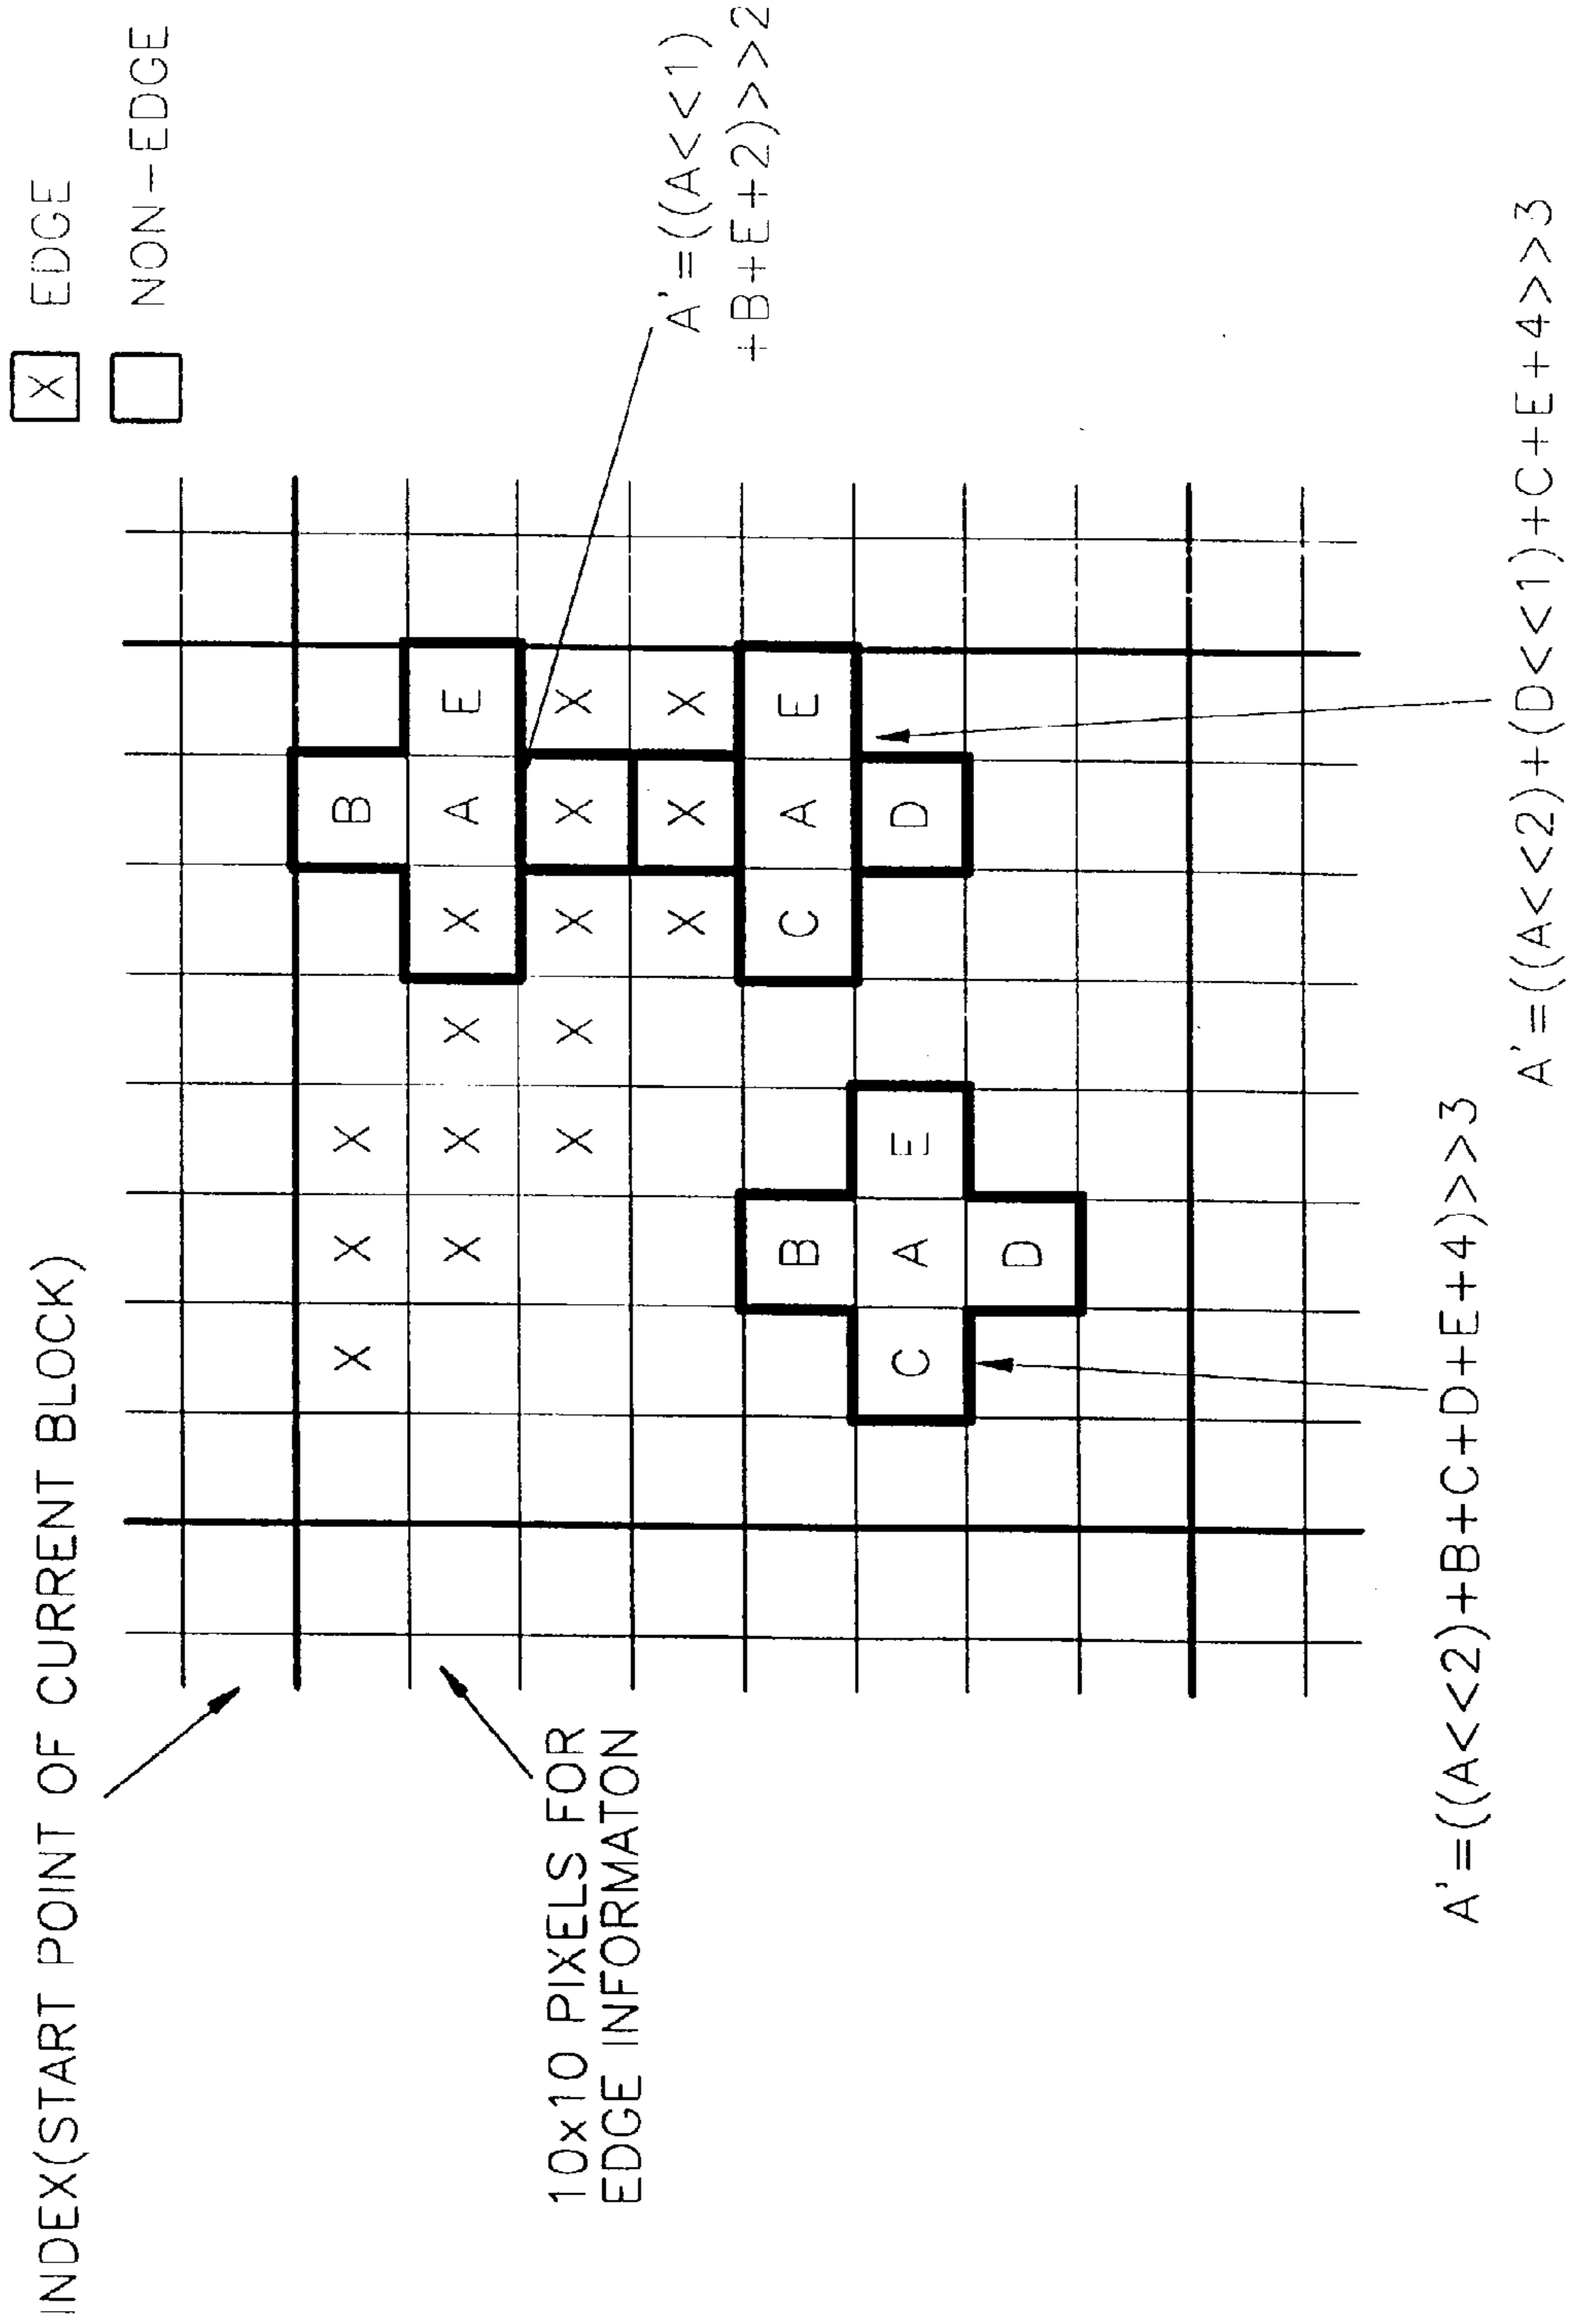 INDEX(START POINT OF CURRENT BLOCK)
X EDGE
NON-EDGE
X X X B
X X X X A E
X X X X X
X X X
B C A E
C A E D
D
10x10 PIXELS FOR
EDGE INFORMATON
A'=((A<<1)
+B+E+2)>>2
A'=((A<<2)+B+C+D+E+4)>>3
A'=((A<<2)+(D<<1)+C+E+4>>3